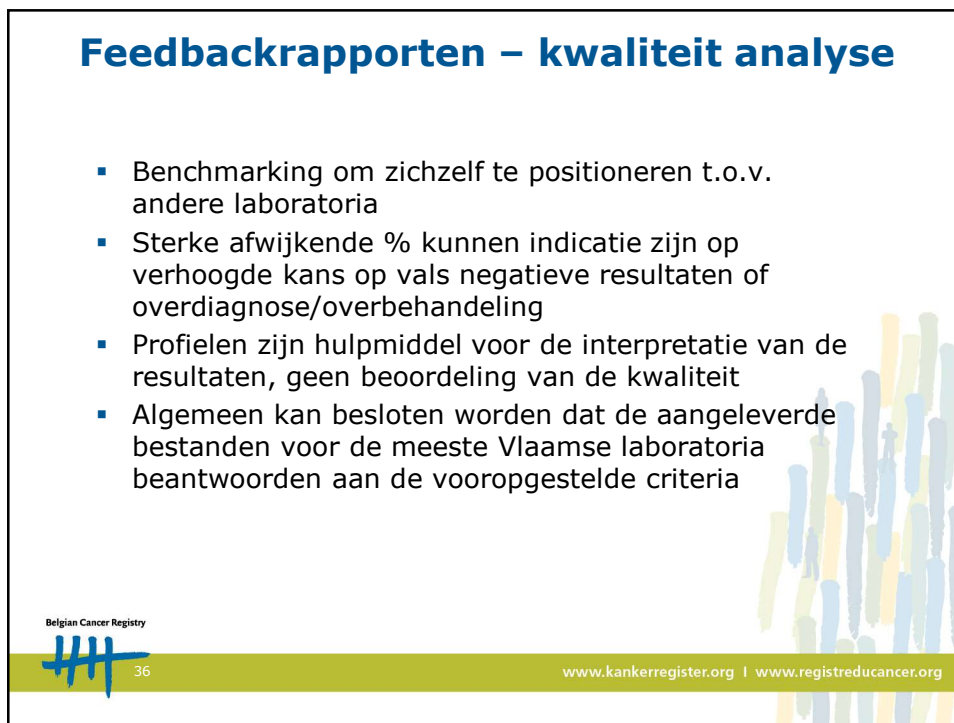 Feedbackrapporten – kwaliteit analyse
▪ Benchmarking om zichzelf te positioneren t.o.v.
andere laboratoria
▪ Sterke afwijkende % kunnen indicatie zijn op
verhoogde kans op vals negatieve resultaten of
overdiagnose/overbehandeling
▪ Profielen zijn hulpmiddel voor de interpretatie van de
resultaten, geen beoordeling van de kwaliteit
▪ Algemeen kan besloten worden dat de aangeleverde
bestanden voor de meeste Vlaamse laboratoria
beantwoorden aan de vooropgestelde criteria
Belgian Cancer Registry
36
www.kankerregister.org I www.registreducancer.org